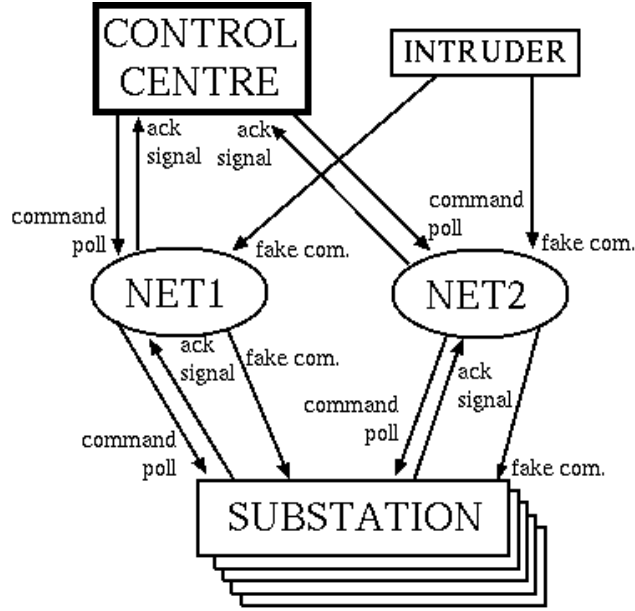 CONTROL
CENTRE
INTRUDER
ack
signal
ack
signal
command
poll
command
poll
fake com.
fake com.
NET1
NET2
ack
signal
fake com.
ack
signal
command
poll
command
poll
fake com.
SUBSTATION